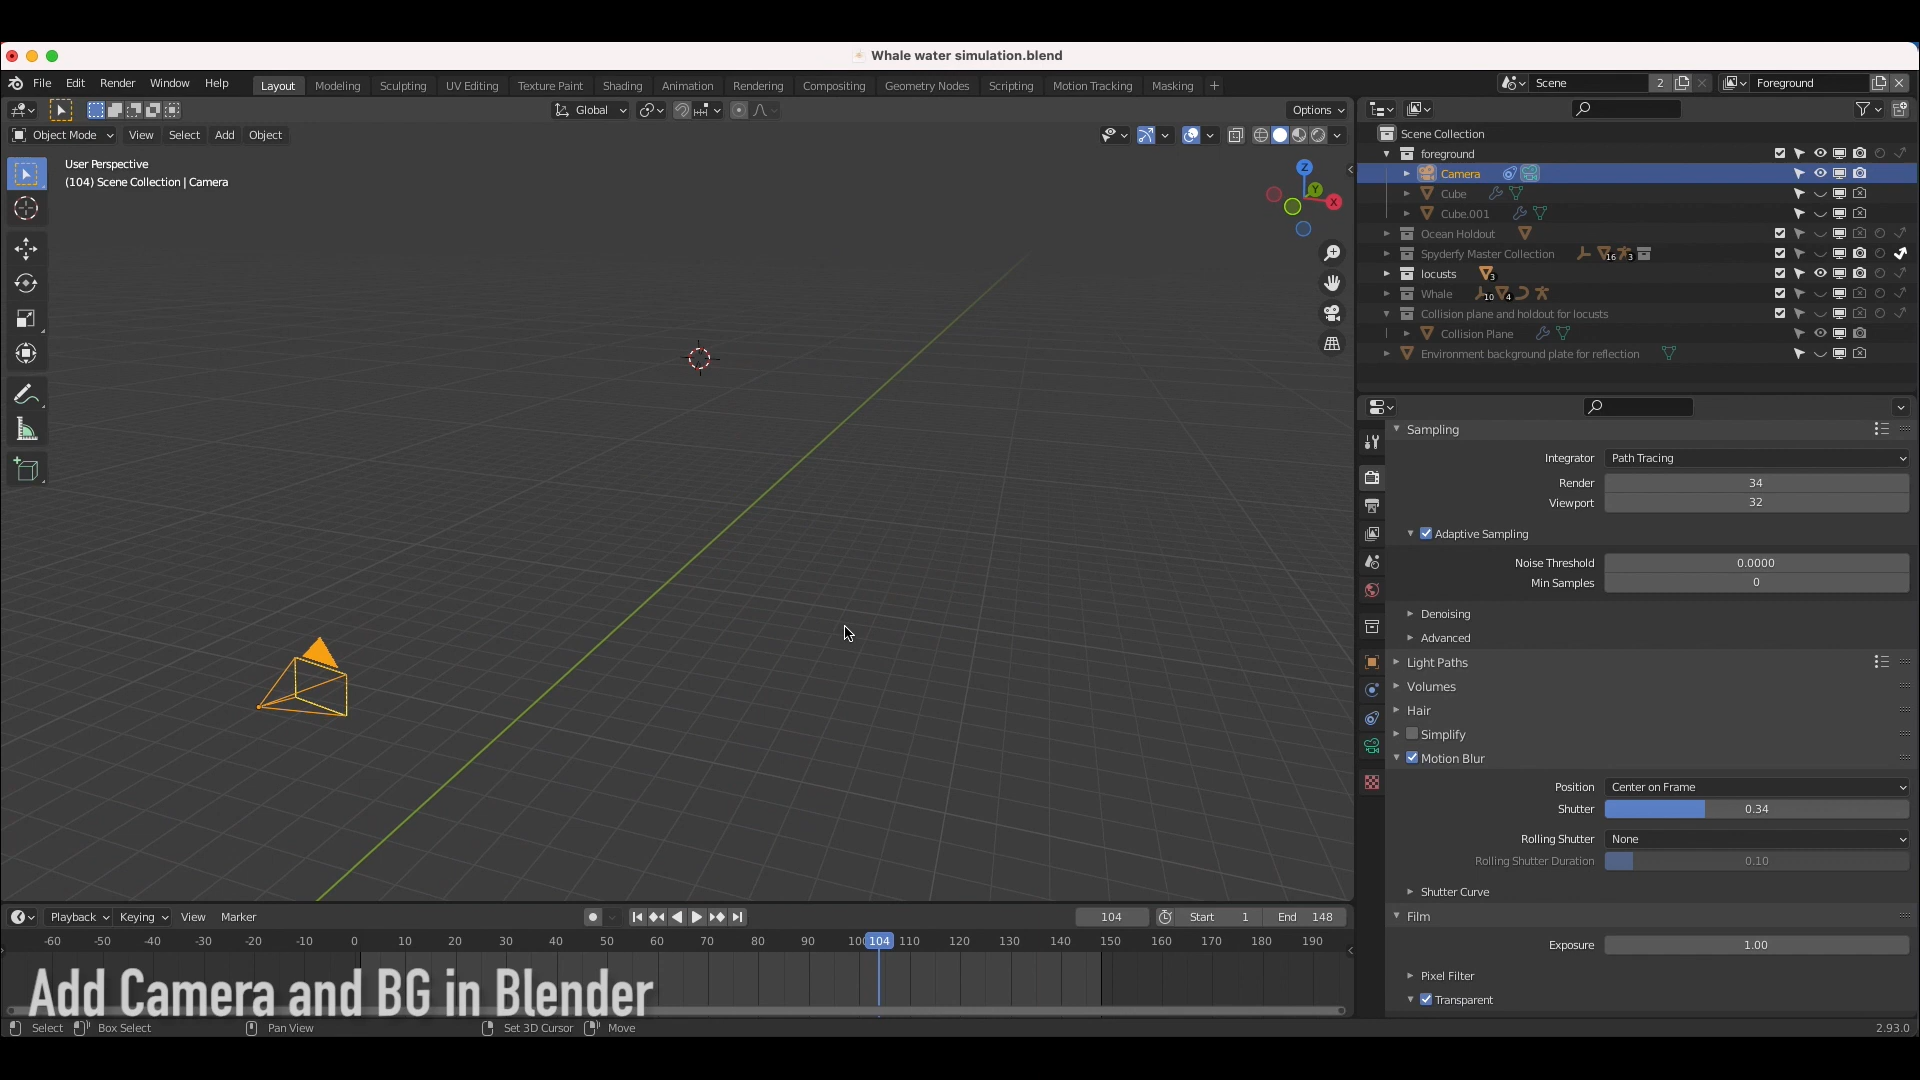 Whale water simulation.blend
File Edit Render Window Help Layout Modeling Sculpting UV Editing Texture Paint Shading Animation Rendering Compositing Geometry Nodes Scripting Motion Tracking Masking + Scene 2 Foreground
Global Options
Object Mode View Select Add Object
User Perspective
(104) Scene Collection | Camera
Z
Y
X
Scene Collection
foreground
Camera
Cube
Cube.001
Ocean Holdout
Spyderfy Master Collection 16 3
locusts 3
Whale 10 4
Collision plane and holdout for locusts
Collision Plane
Environment background plate for reflection
Sampling
Integrator Path Tracing
Render 34
Viewport 32
Adaptive Sampling
Noise Threshold 0.0000
Min Samples 0
Denoising
Advanced
Light Paths
Volumes
Hair
Simplify
Motion Blur
Position Center on Frame
Shutter 0.34
Rolling Shutter None
Rolling Shutter Duration 0.10
Shutter Curve
Film
Exposure 1.00
Pixel Filter
Transparent
Playback Keying View Marker 104 Start 1 End 148
-60 -50 -40 -30 -20 -10 0 10 20 30 40 50 60 70 80 90 104 110 120 130 140 150 160 170 180 190
Add Camera and BG in Blender
Select Box Select Pan View Set 3D Cursor Move 2.93.0